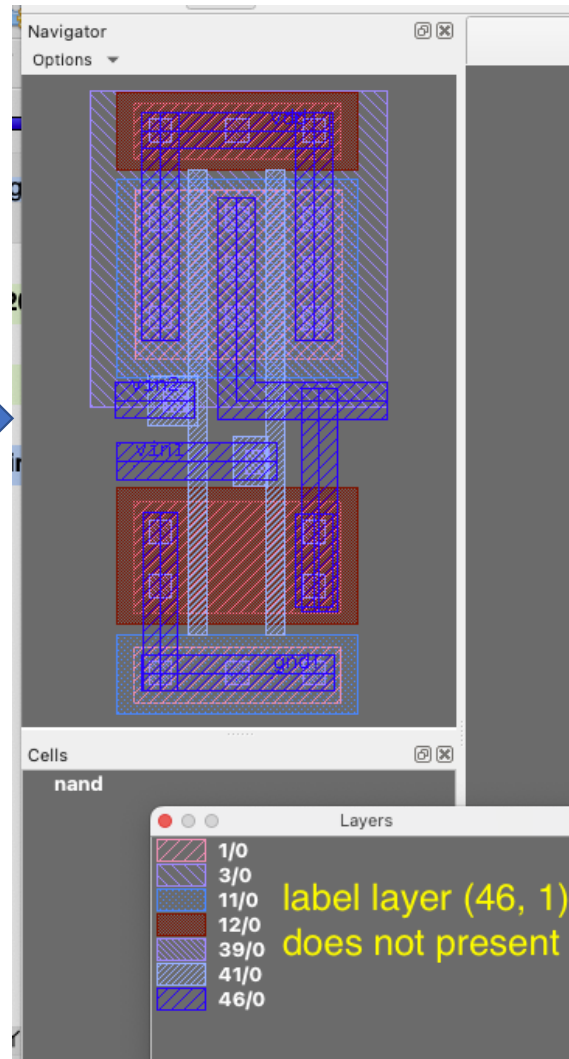 Navigator
Options
vdd!
vin2
vin1
gnd!
Cells
nand
Layers
1/0
3/0
11/0
12/0
39/0
41/0
46/0
label layer (46, 1)
does not present